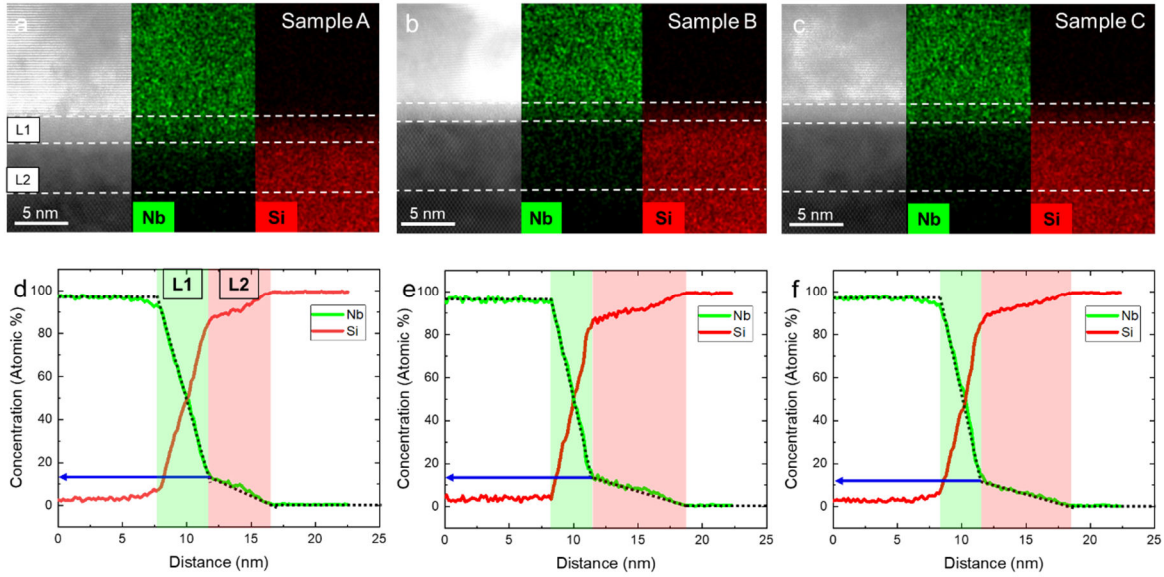 a
Sample A
b
Sample B
c
Sample C
L1
L2
5 nm
Nb
Si
5 nm
Nb
Si
5 nm
Nb
Si
d
L1
L2
e
f
100
80
60
40
20
0
Concentration (Atomic %)
Nb
Si
0 5 10 15 20 25
Distance (nm)
100
80
60
40
20
0
Concentration (Atomic %)
Nb
Si
0 5 10 15 20 25
Distance (nm)
100
80
60
40
20
0
Concentration (Atomic %)
Nb
Si
0 5 10 15 20 25
Distance (nm)